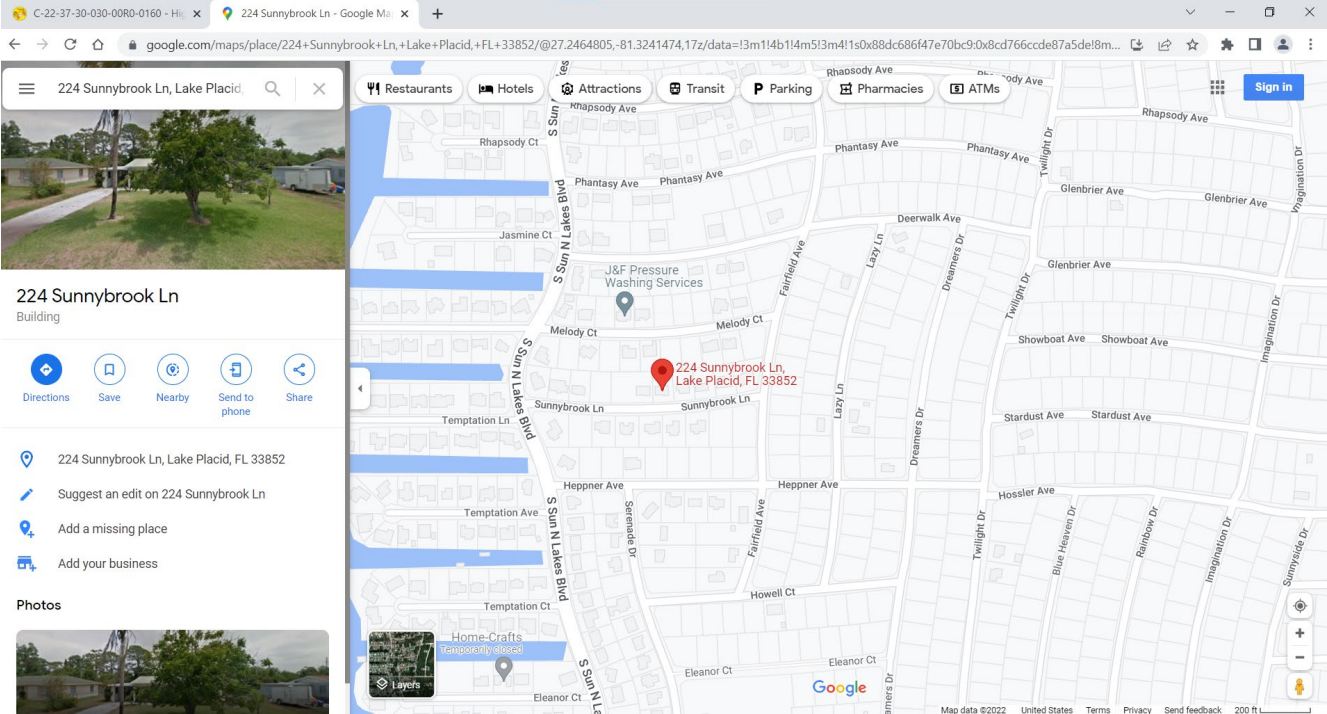 C-22-37-30-030-00R0-0160 - Hi
224 Sunnybrook Ln - Google Ma
google.com/maps/place/224+Sunnybrook+Ln,+Lake+Placid,+FL+33852/@27.2464805,-81.3241474,17z/data=!3m1!4b1!4m5!3m4!1s0x88dc686f47e70bc9:0x8cd766ccde87a5de!8m...
224 Sunnybrook Ln, Lake Placid,
Restaurants
Hotels
Attractions
Transit
Parking
Pharmacies
ATMs
Sign in
224 Sunnybrook Ln
Building
Directions
Save
Nearby
Send to
phone
Share
224 Sunnybrook Ln, Lake Placid, FL 33852
Suggest an edit on 224 Sunnybrook Ln
Add a missing place
Add your business
Photos
Rhapsody Ave
Rhapsody Ave
Rhapsody Ave
Rhapsody Ct
Phantasy Ave
Phantasy Ave
Twilight Dr
Imagination Dr
Phantasy Ave
Phantasy Ave
Glenbrier Ave
Glenbrier Ave
S Sun N Lakes Blvd
Deerwalk Ave
Jasmine Ct
Lazy Ln
Dreamers Dr
Fairfield Ave
Glenbrier Ave
J&F Pressure
Washing Services
Twilight Dr
Imagination Dr
Melody Ct
Melody Ct
Showboat Ave
Showboat Ave
S Sun N Lakes Blvd
224 Sunnybrook Ln,
Lake Placid, FL 33852
Sunnybrook Ln
Sunnybrook Ln
Lazy Ln
Temptation Ln
Dreamers Dr
Stardust Ave
Stardust Ave
Heppner Ave
Heppner Ave
Hossler Ave
Temptation Ave
S Sun N Lakes Blvd
Serenade Dr
Fairfield Ave
Twilight Dr
Blue Heaven Dr
Rainbow Dr
Imagination Dr
Sunnyside Dr
Howell Ct
Temptation Ct
Home-Crafts
Temporarily closed
Eleanor Ct
Eleanor Ct
Eleanor Ct
Layers
Google
Map data ©2022
United States
Terms
Privacy
Send feedback
200 ft